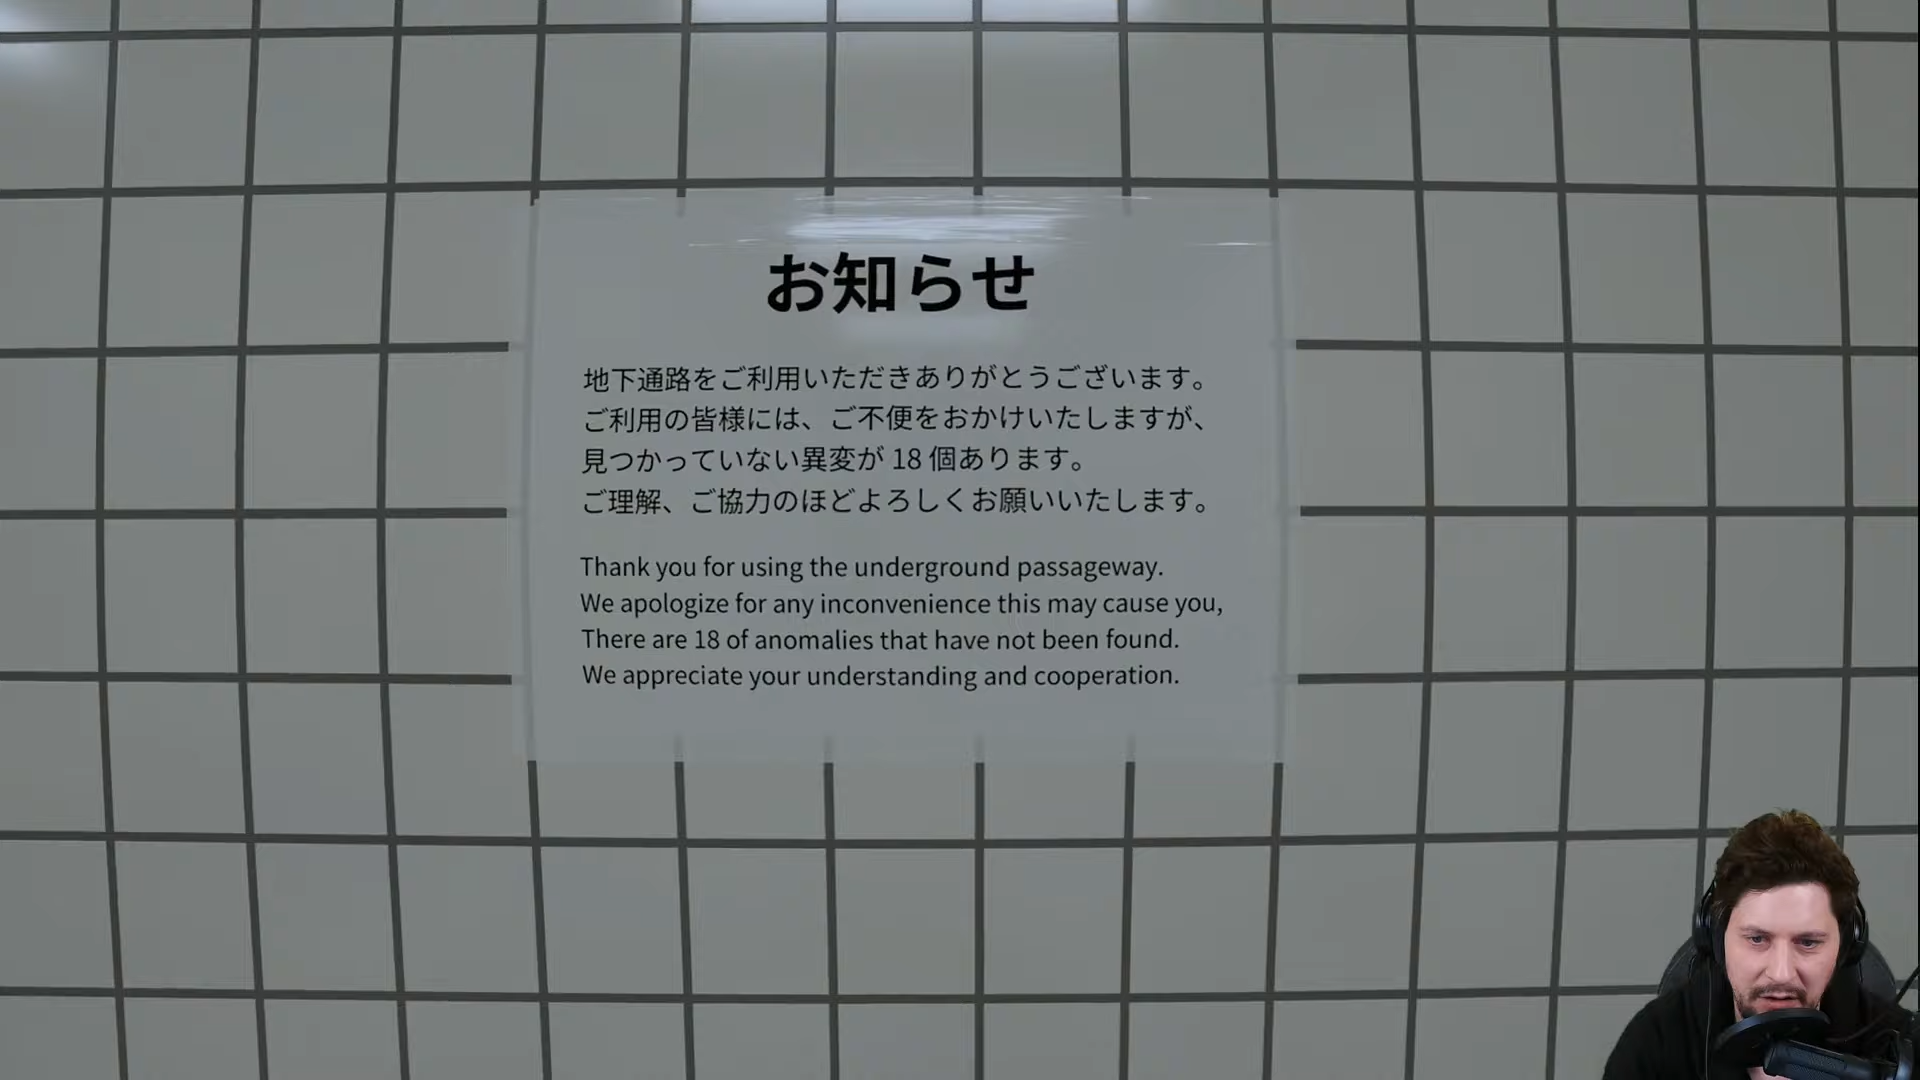 お知らせ
地下通路をご利用いただきありがとうございます。
ご利用の皆様には、ご不便をおかけいたしますが、
見つかっていない異変が 18 個あります。
ご理解、ご協力のほどよろしくお願いいたします。
Thank you for using the underground passageway.
We apologize for any inconvenience this may cause you,
There are 18 of anomalies that have not been found.
We appreciate your understanding and cooperation.